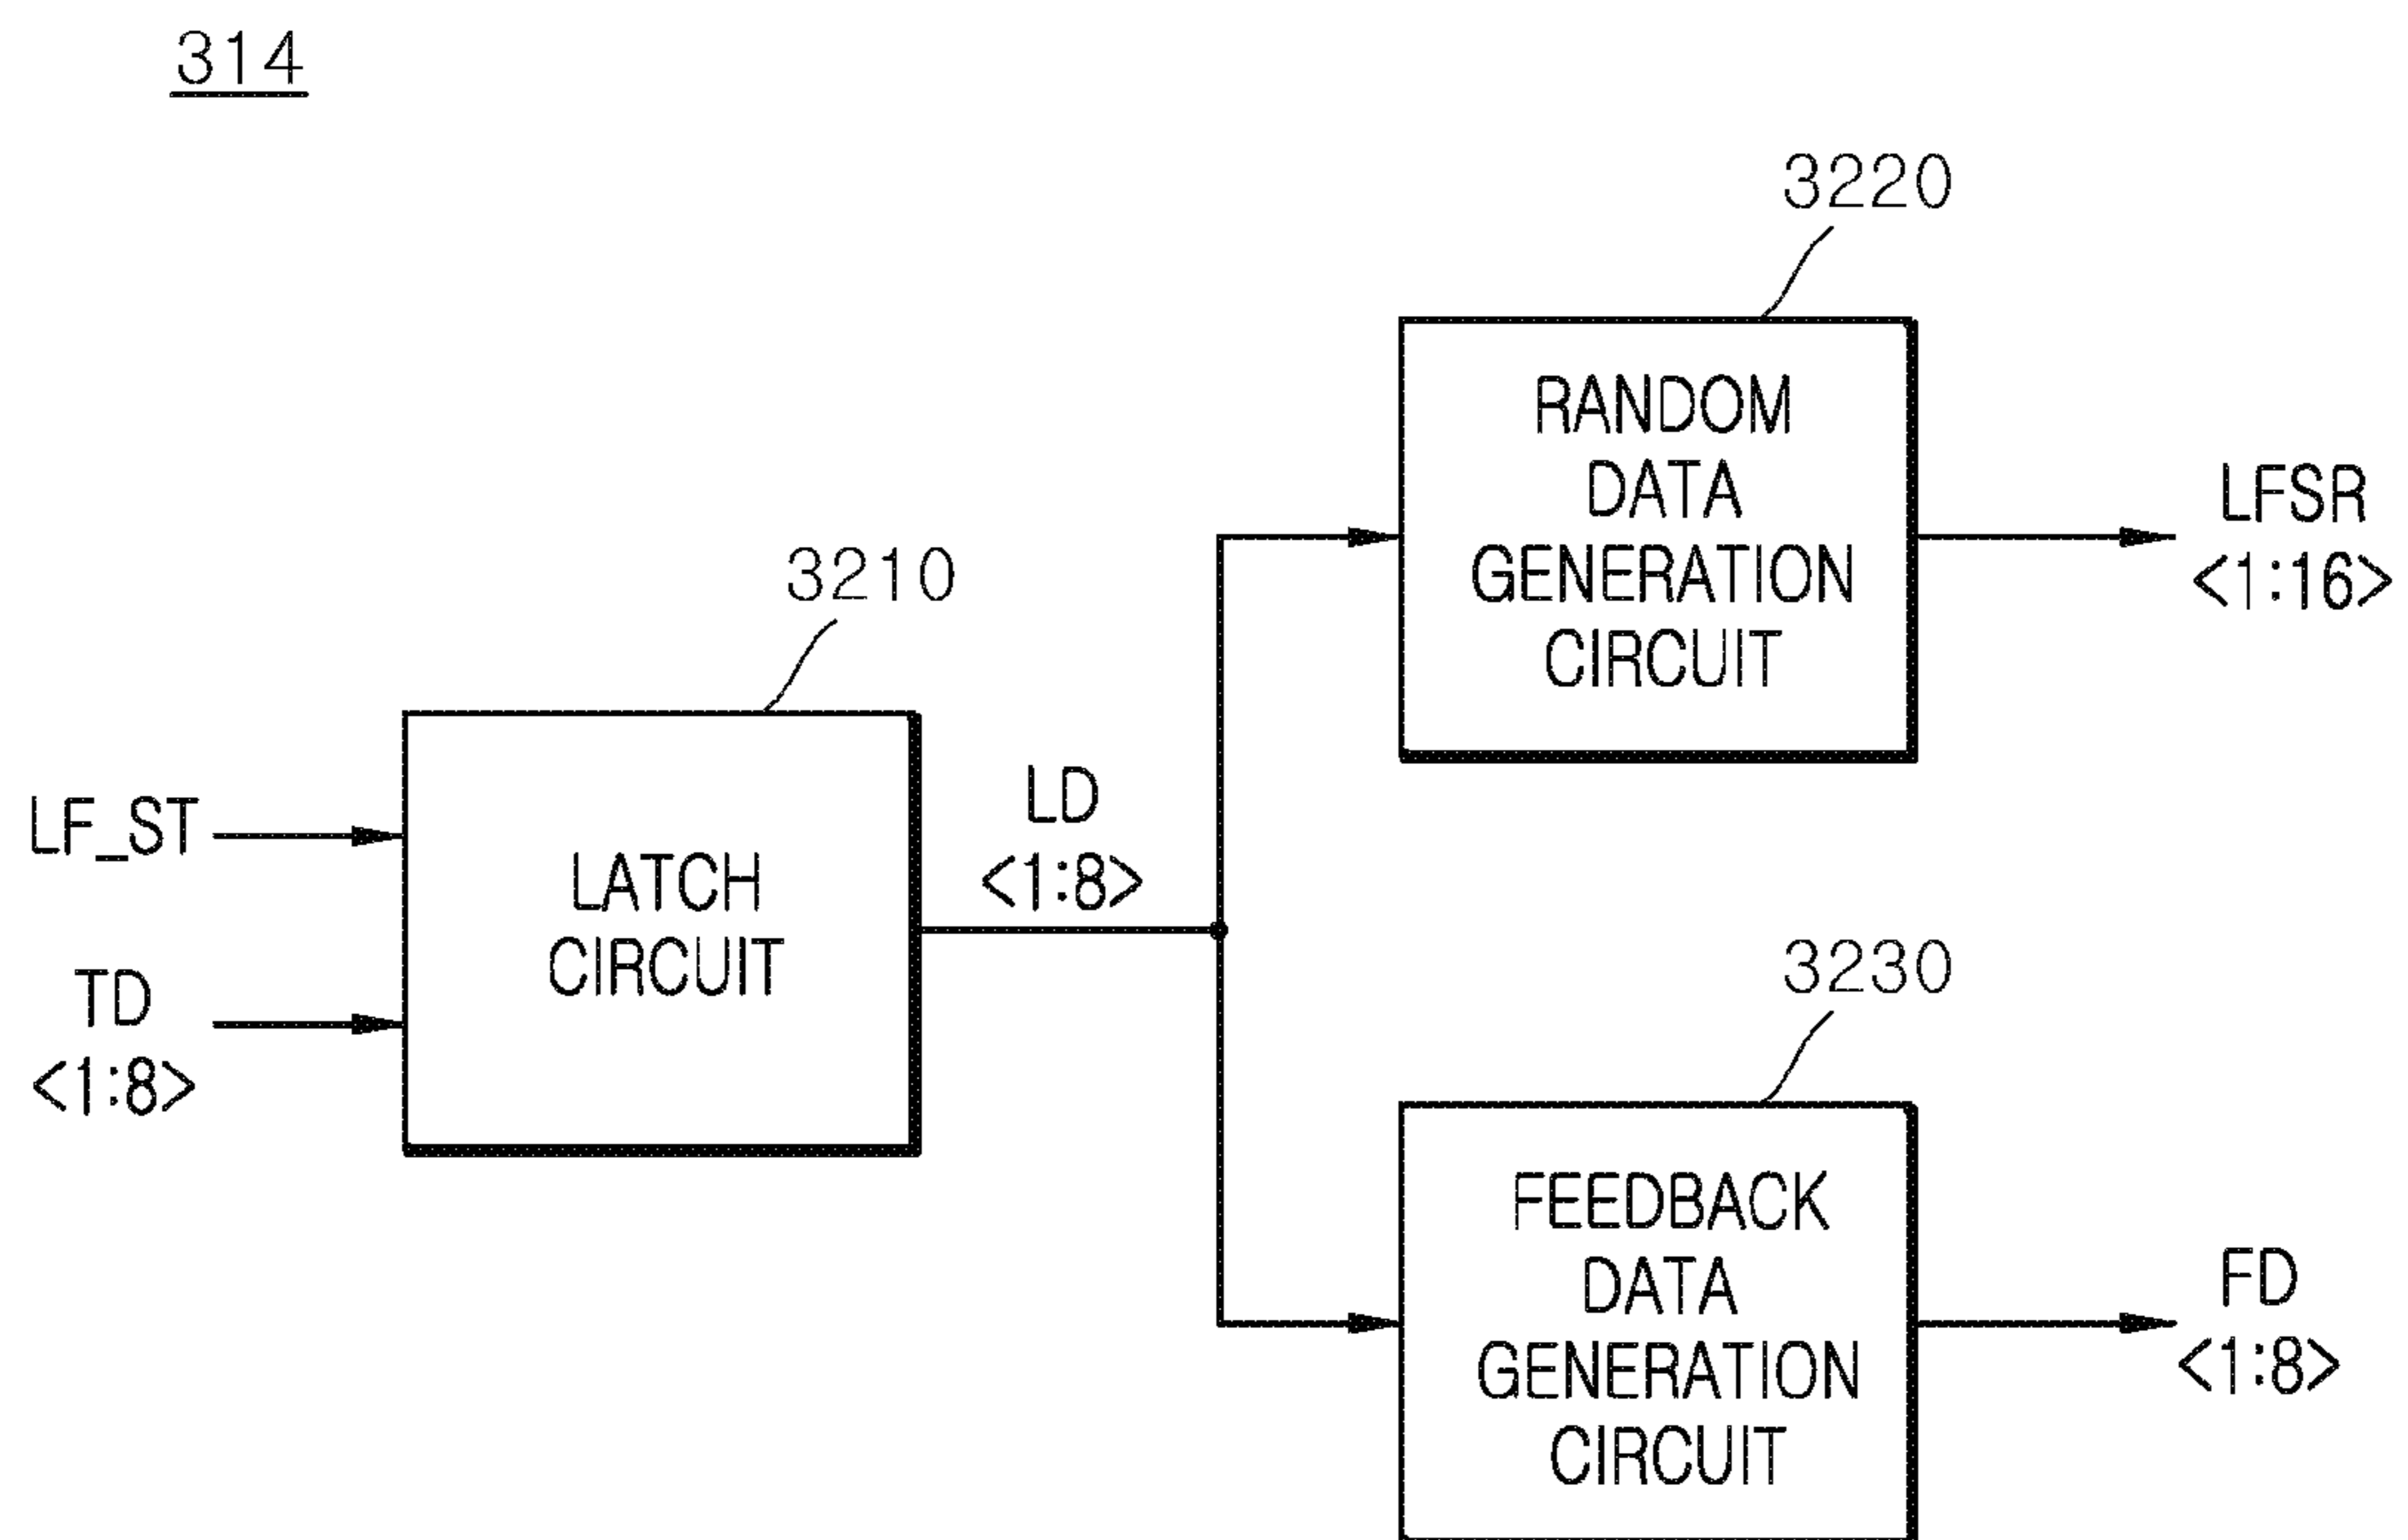 314
3220
RANDOM
DATA
GENERATION
CIRCUIT
LFSR
<1:16>
3210
LATCH
CIRCUIT
LF_ST
TD
<1:8>
LD
<1:8>
3230
FEEDBACK
DATA
GENERATION
CIRCUIT
FD
<1:8>